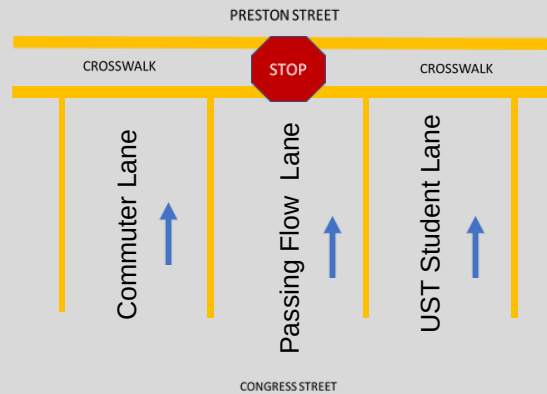 PRESTON STREET
CROSSWALK
STOP
CROSSWALK
Commuter Lane
Passing Flow Lane
UST Student Lane
CONGRESS STREET